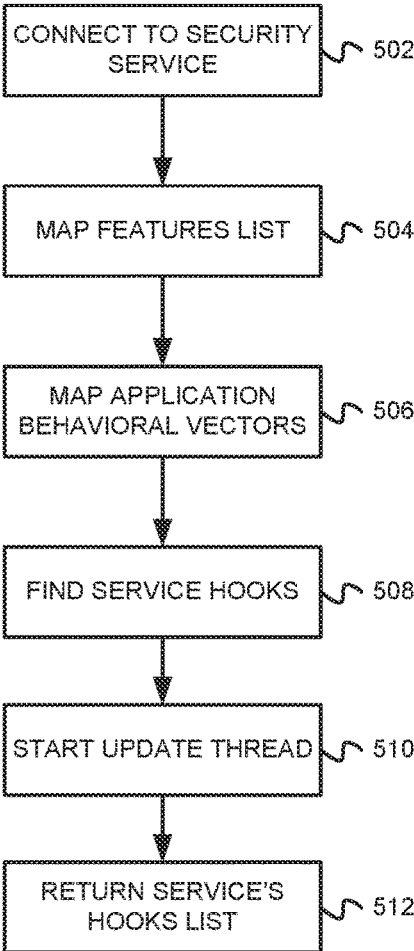 CONNECT TO SECURITY
SERVICE
502
MAP FEATURES LIST
504
MAP APPLICATION
BEHAVIORAL VECTORS
506
FIND SERVICE HOOKS
508
START UPDATE THREAD
510
RETURN SERVICE'S
HOOKS LIST
512